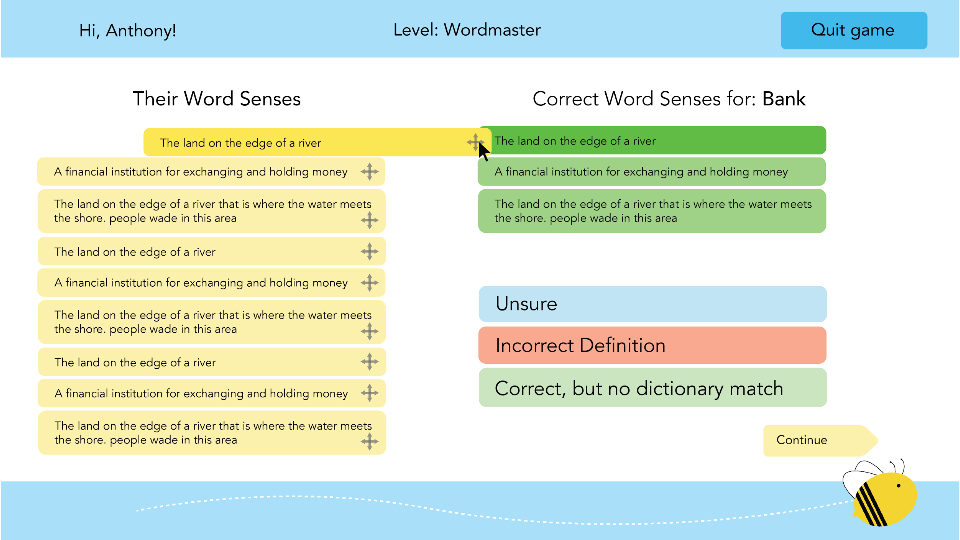 Hi, Anthony!
Level: Wordmaster
Quit game
Their Word Senses
The land on the edge of a river
A financial institution for exchanging and holding money
The land on the edge of a river that is where the water meets
the shore. people wade in this area
The land on the edge of a river
A financial institution for exchanging and holding money
The land on the edge of a river that is where the water meets
the shore. people wade in this area
The land on the edge of a river
A financial institution for exchanging and holding money
The land on the edge of a river that is where the water meets
the shore. people wade in this area
Correct Word Senses for: Bank
The land on the edge of a river
A financial institution for exchanging and holding money
The land on the edge of a river that is where the water meets
the shore. people wade in this area
Unsure
Incorrect Definition
Correct, but no dictionary match
Continue